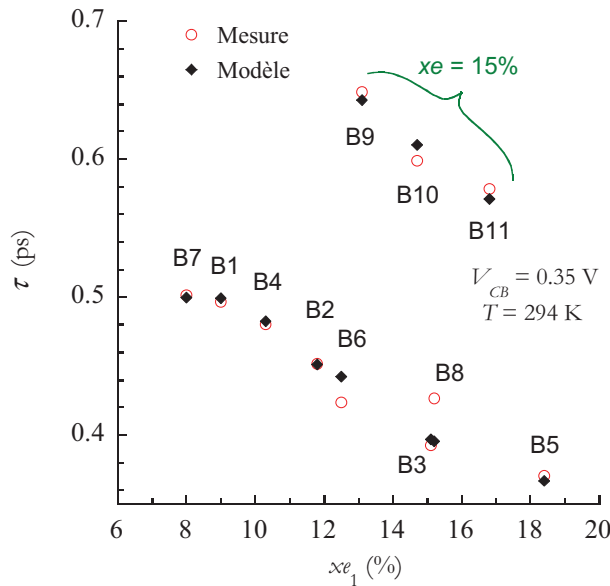 Mesure
Modèle
xe = 15%
0.7
0.6
0.5
0.4
τ (ps)
B9
B10
B11
B7
B1
B4
B2
B6
B8
B3
B5
V_CB = 0.35 V
T = 294 K
6 8 10 12 14 16 18 20
xe₁ (%)